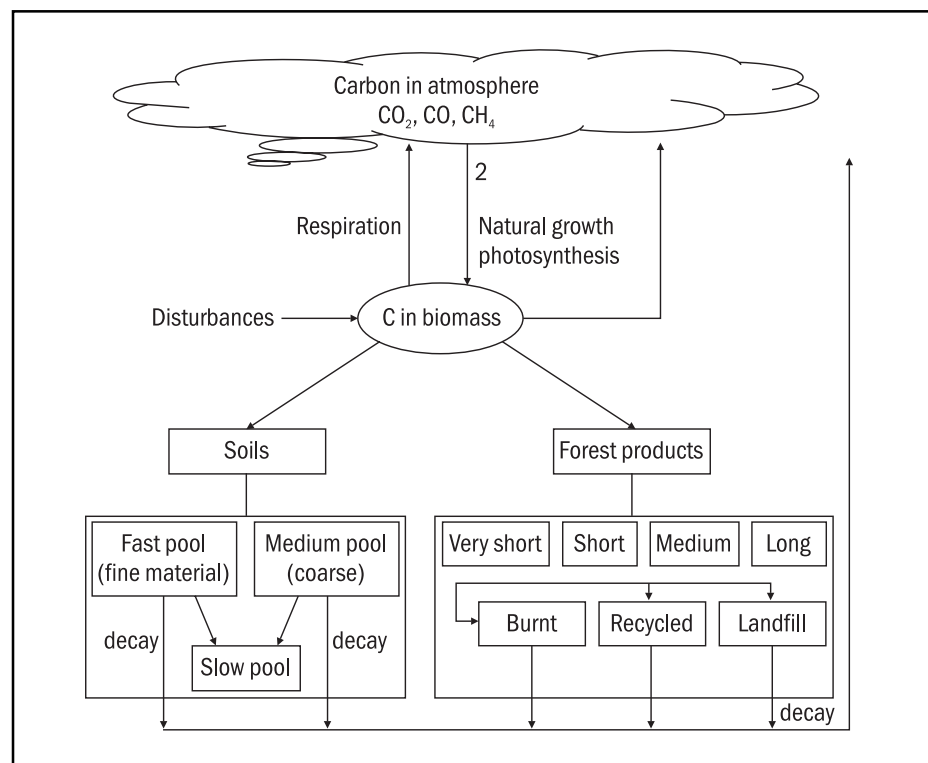 Carbon in atmosphere
CO₂, CO, CH₄
2
Respiration
Natural growth
photosynthesis
Disturbances
C in biomass
Soils
Forest products
Fast pool
(fine material)
Medium pool
(coarse)
Very short
Short
Medium
Long
decay
Slow pool
decay
Burnt
Recycled
Landfill
decay